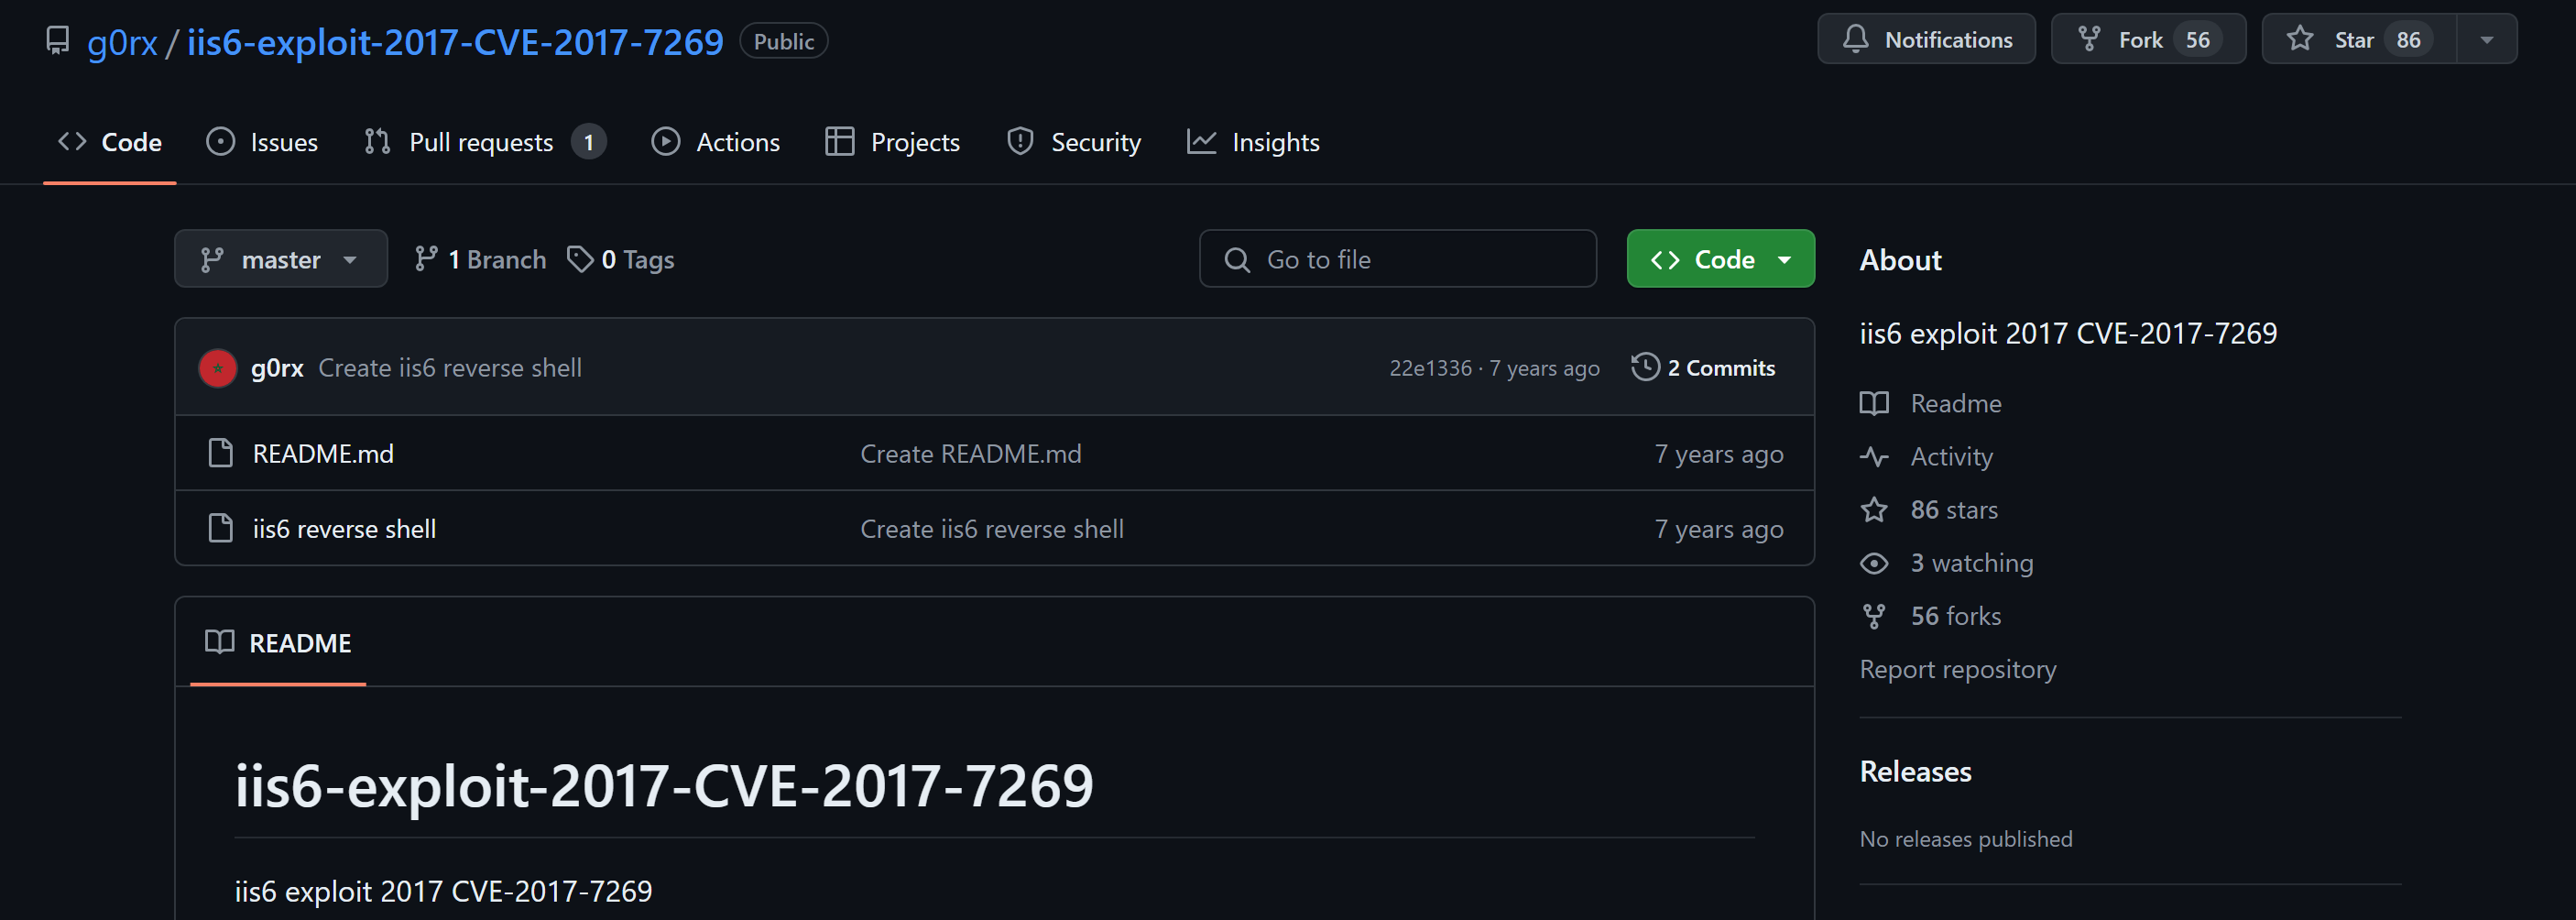 g0rx / iis6-exploit-2017-CVE-2017-7269 Public Notifications Fork 56 Star 86
Code Issues Pull requests 1 Actions Projects Security Insights
master 1 Branch 0 Tags Go to file Code
g0rx Create iis6 reverse shell 22e1336 · 7 years ago 2 Commits
README.md Create README.md 7 years ago
iis6 reverse shell Create iis6 reverse shell 7 years ago
README
iis6-exploit-2017-CVE-2017-7269
iis6 exploit 2017 CVE-2017-7269
About
iis6 exploit 2017 CVE-2017-7269
Readme
Activity
86 stars
3 watching
56 forks
Report repository
Releases
No releases published